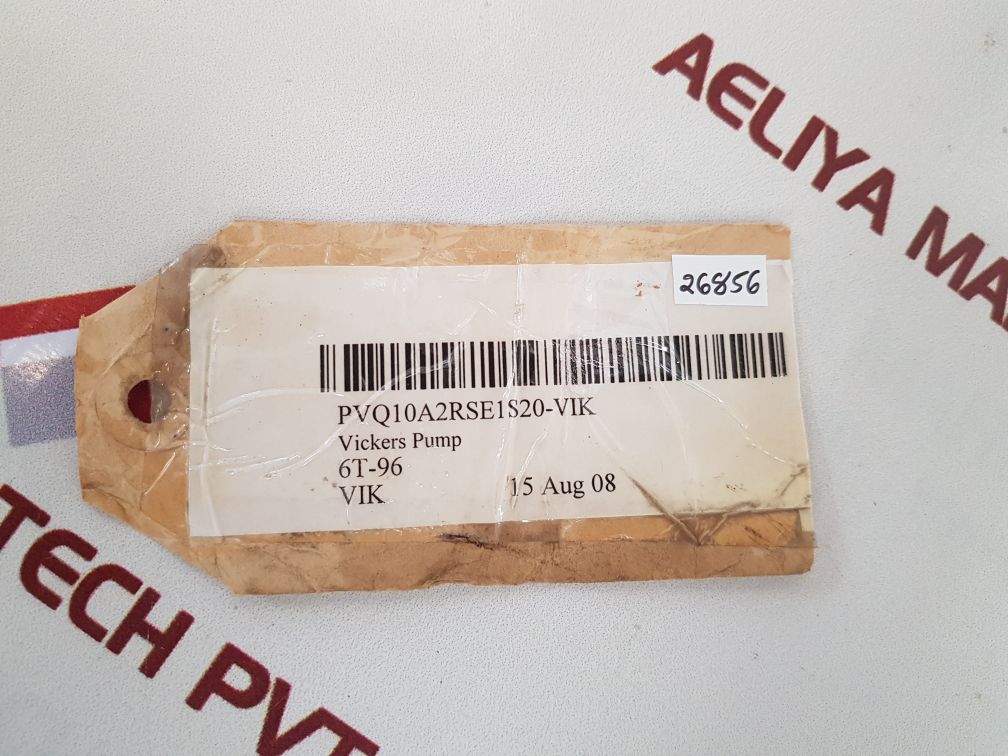 AELIYA MA
26856
PVQ10A2RSE1S20-VIK
Vickers Pump
6T-96
VIK 15 Aug 08
TECH PVT